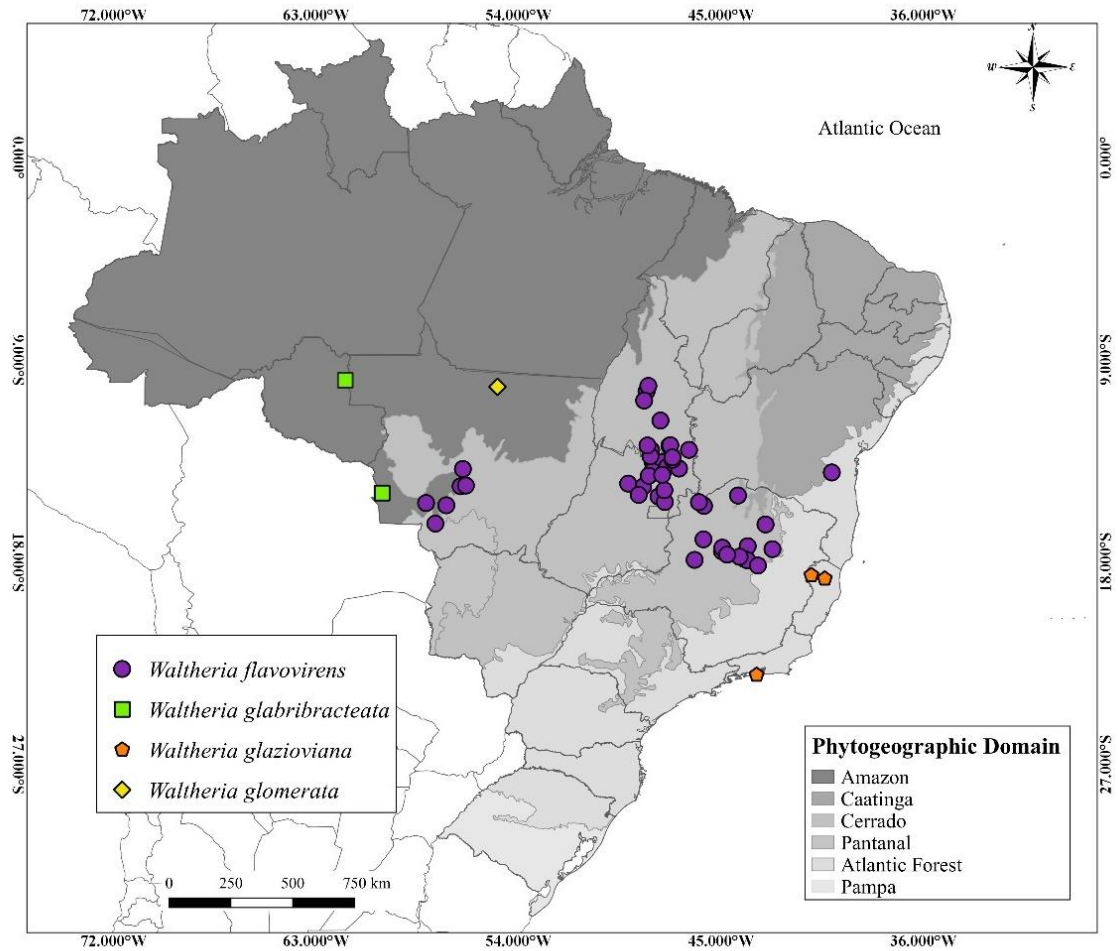 72.000°W 63.000°W 54.000°W 45.000°W 36.000°W
S
W E
S
Atlantic Ocean
0.000°
0.000°
9.000°S
9.000°S
18.000°S
18.000°S
27.000°S
27.000°S
Waltheria flavovirens
Waltheria glabribracteata
Waltheria glazioviana
Waltheria glomerata
Phytogeographic Domain
Amazon
Caatinga
Cerrado
Pantanal
Atlantic Forest
Pampa
0 250 500 750 km
72.000°W 63.000°W 54.000°W 45.000°W 36.000°W